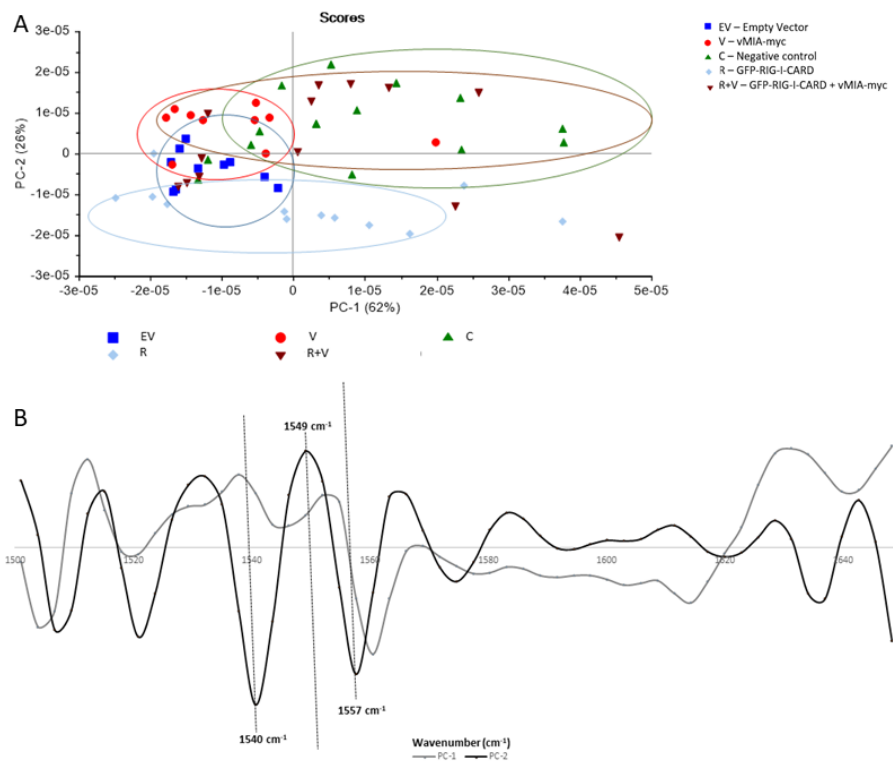 A
Scores
3e-05
2e-05
1e-05
0
-1e-05
-2e-05
-3e-05
PC-2 (26%)
-3e-05 -2e-05 -1e-05 0 1e-05 2e-05 3e-05 4e-05 5e-05
PC-1 (62%)
EV – Empty Vector
V – vMIA-myc
C – Negative control
R – GFP-RIG-I-CARD
R+V – GFP-RIG-I-CARD + vMIA-myc
EV V C
R R+V
B
1549 cm-1
1500 1520 1540 1560 1580 1600 1620 1640
1557 cm-1
1540 cm-1
Wavenumber (cm-1)
PC-1 PC-2